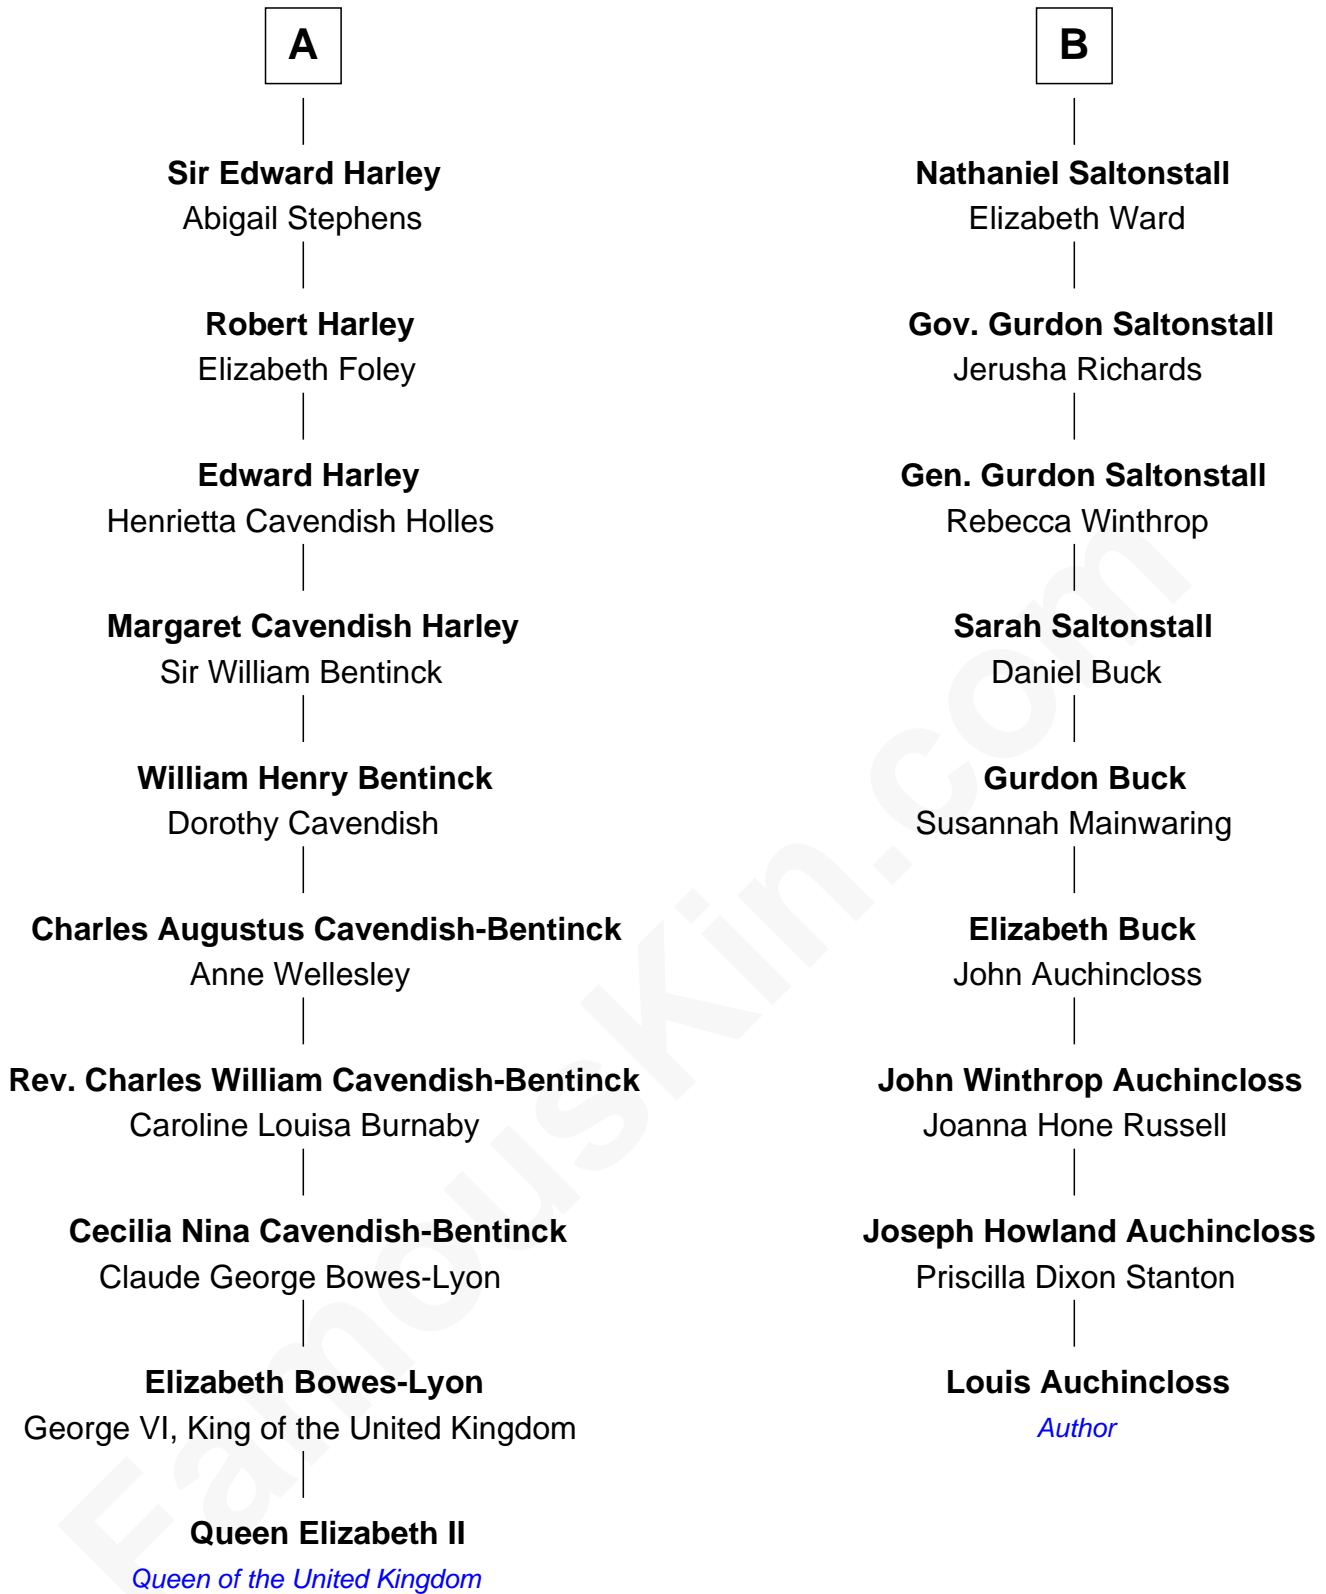 A
Sir Edward Harley
Abigail Stephens
Robert Harley
Elizabeth Foley
Edward Harley
Henrietta Cavendish Holles
Margaret Cavendish Harley
Sir William Bentinck
William Henry Bentinck
Dorothy Cavendish
Charles Augustus Cavendish-Bentinck
Anne Wellesley
Rev. Charles William Cavendish-Bentinck
Caroline Louisa Burnaby
Cecilia Nina Cavendish-Bentinck
Claude George Bowes-Lyon
Elizabeth Bowes-Lyon
George VI, King of the United Kingdom
Queen Elizabeth II
Queen of the United Kingdom
B
Nathaniel Saltonstall
Elizabeth Ward
Gov. Gurdon Saltonstall
Jerusha Richards
Gen. Gurdon Saltonstall
Rebecca Winthrop
Sarah Saltonstall
Daniel Buck
Gurdon Buck
Susannah Mainwaring
Elizabeth Buck
John Auchincloss
John Winthrop Auchincloss
Joanna Hone Russell
Joseph Howland Auchincloss
Priscilla Dixon Stanton
Louis Auchincloss
Author
FamousKin.com